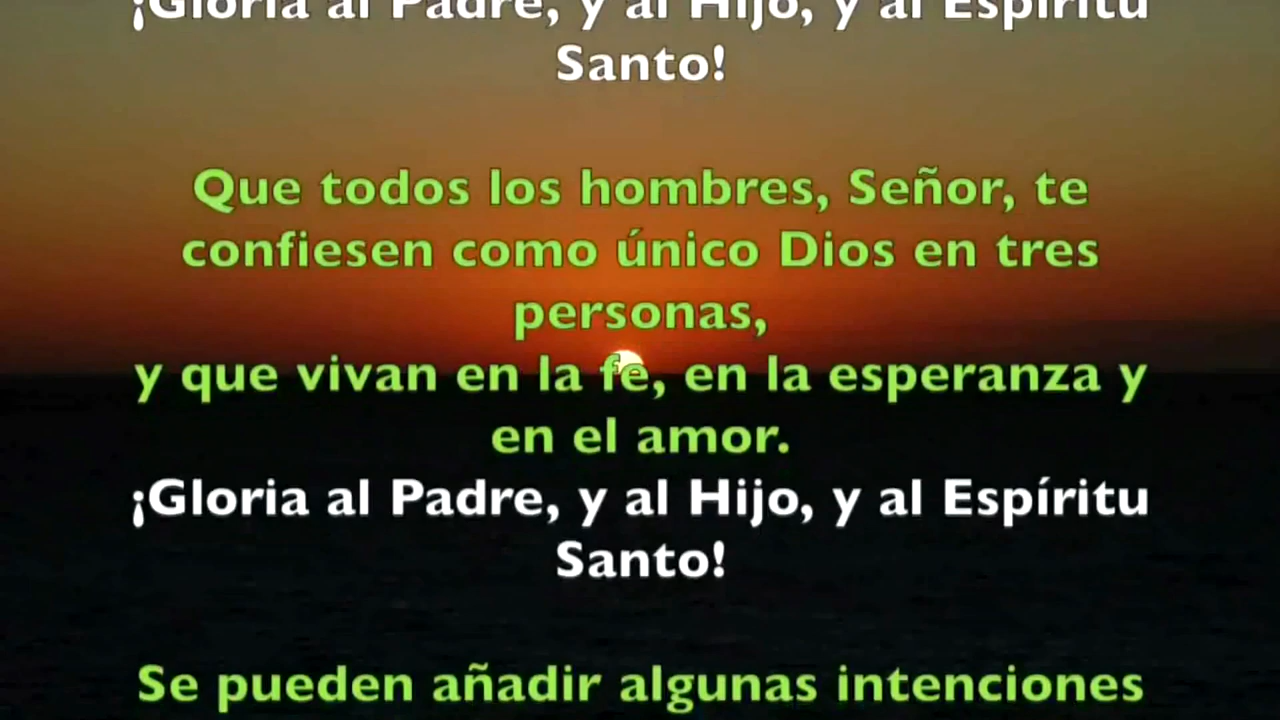 ¡Gloria al Padre, y al Hijo, y al Espíritu
Santo!
Que todos los hombres, Señor, te
confiesen como único Dios en tres
personas,
y que vivan en la fe, en la esperanza y
en el amor.
¡Gloria al Padre, y al Hijo, y al Espíritu
Santo!
Se pueden añadir algunas intenciones